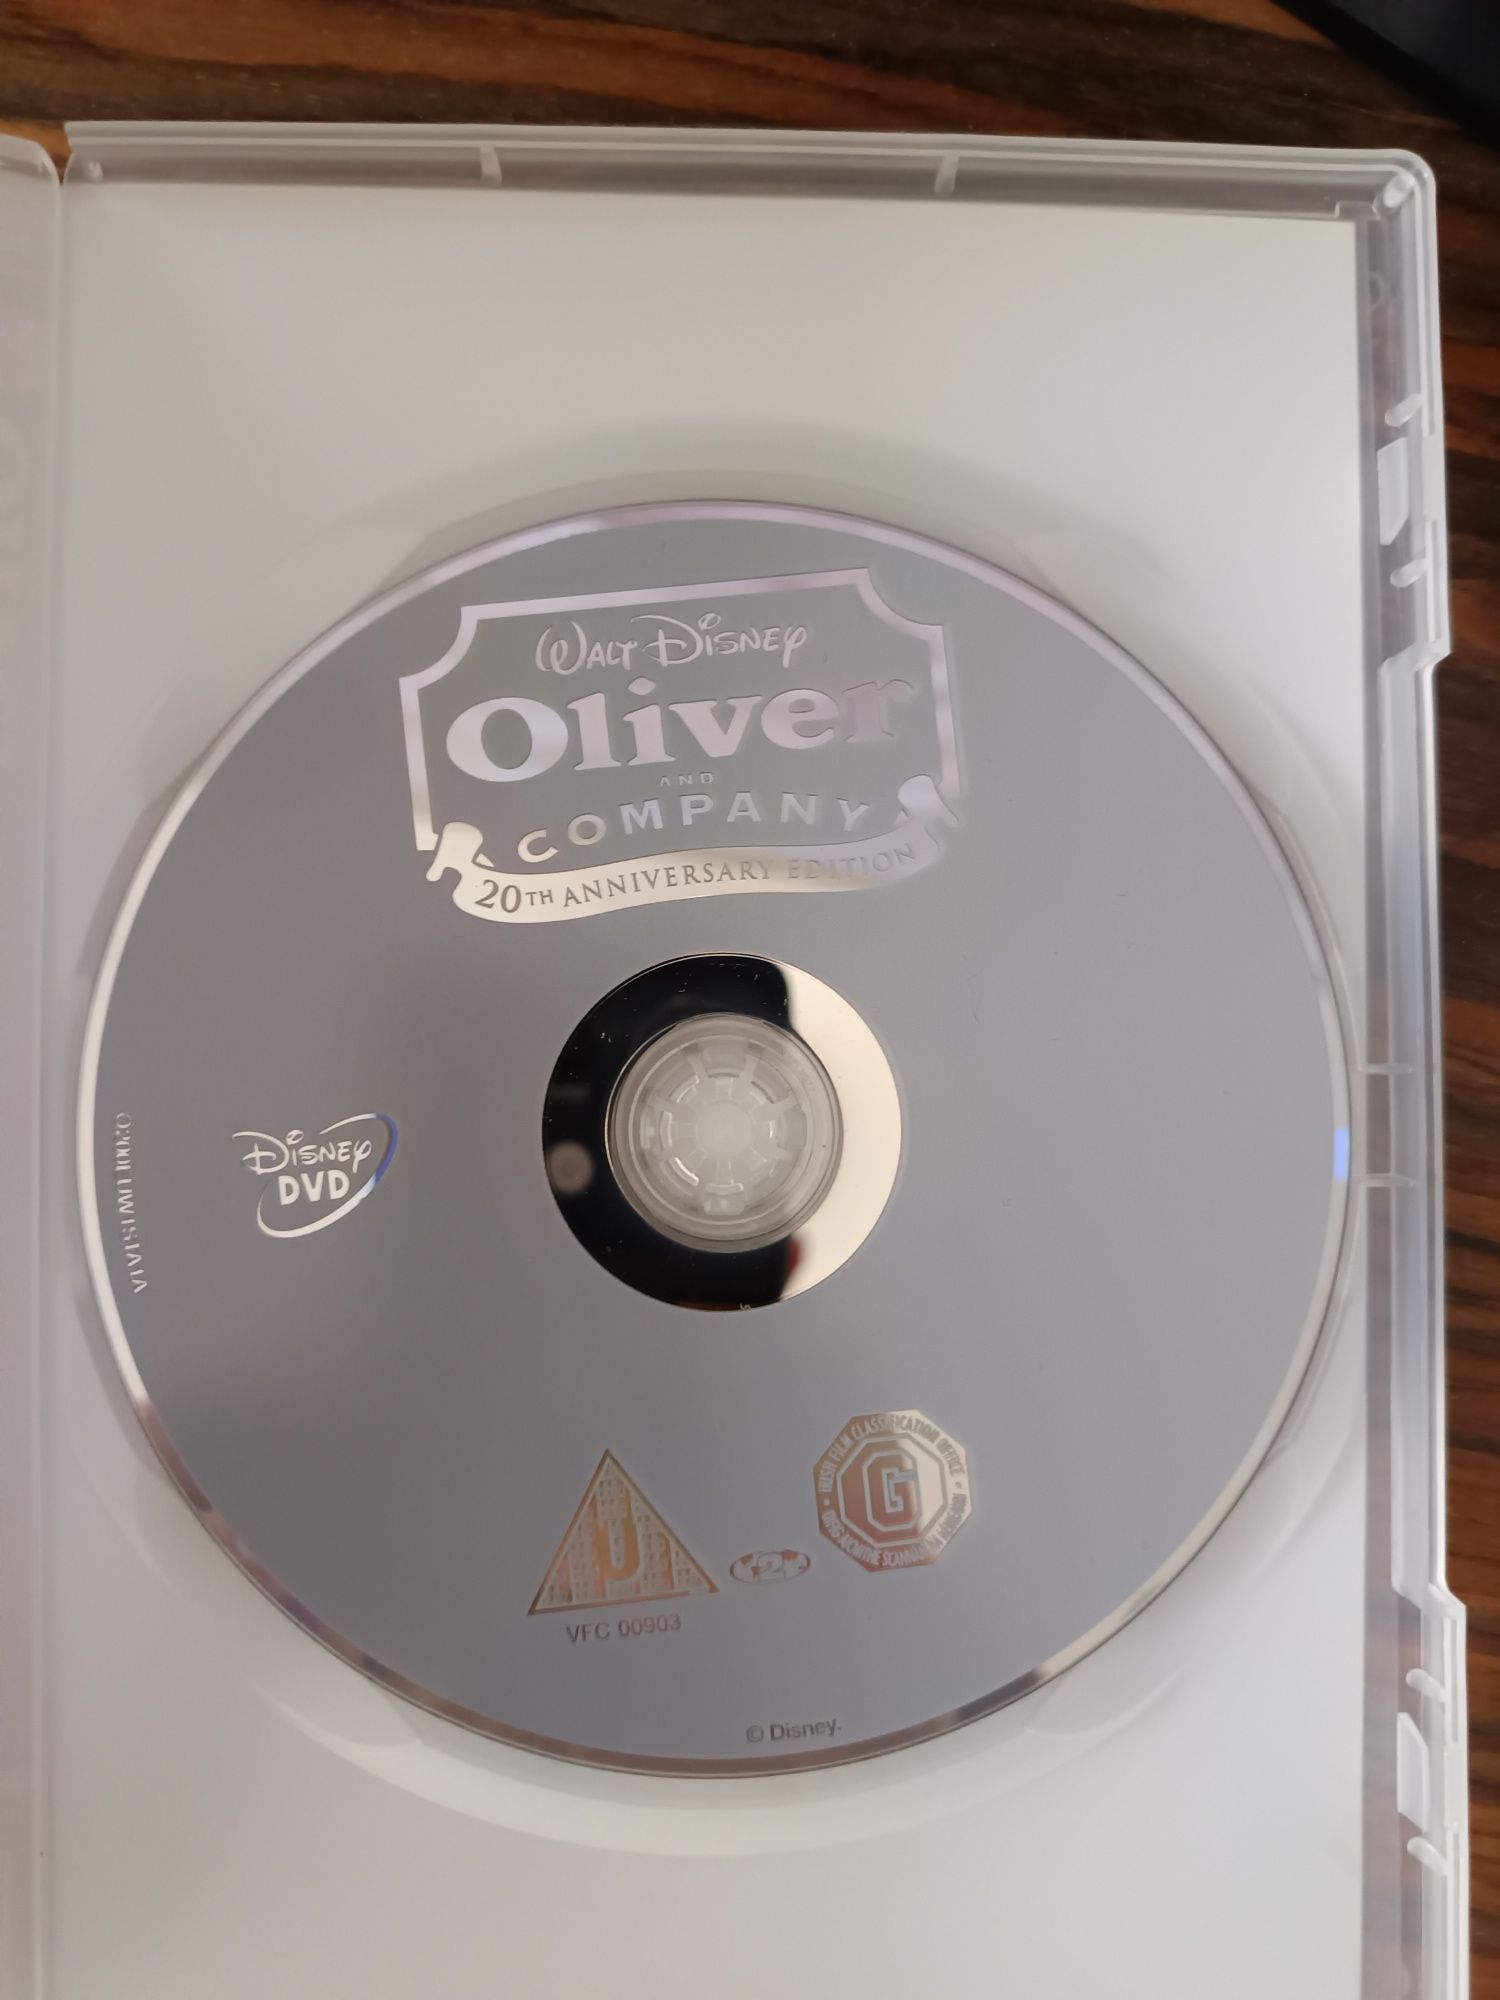 WALT DISNEY
Oliver
AND
COMPANY
20TH ANNIVERSARY EDITION
DISNEY
DVD
U
VFC 00903
2
IRISH FILM CLASSIFICATION OFFICE
G
© Disney.